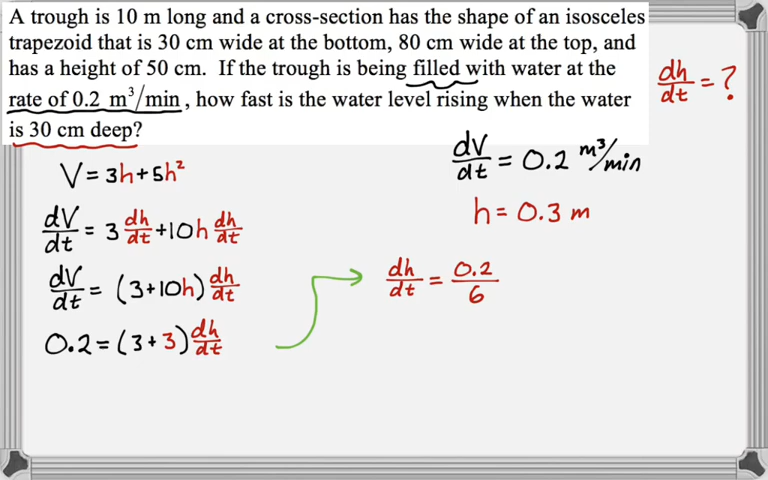 A trough is 10 m long and a cross-section has the shape of an isosceles
trapezoid that is 30 cm wide at the bottom, 80 cm wide at the top, and
has a height of 50 cm. If the trough is being filled with water at the
rate of 0.2 m³/min, how fast is the water level rising when the water
is 30 cm deep?
dh/dt = ?
V = 3h + 5h²
dV/dt = 3 dh/dt + 10h dh/dt
dV/dt = (3 + 10h) dh/dt
0.2 = (3 + 3) dh/dt
dV/dt = 0.2 m³/min
h = 0.3 m
dh/dt = 0.2/6